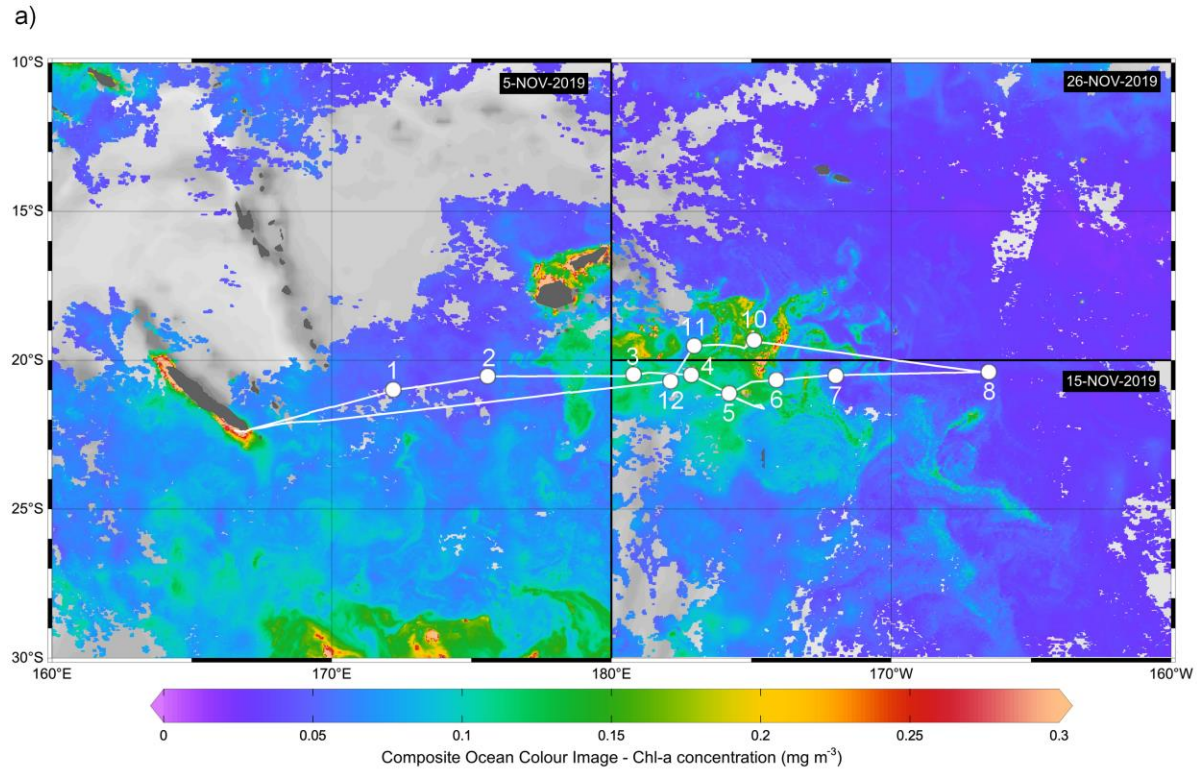 a)
10°S
5-NOV-2019
26-NOV-2019
15°S
11
10
20°S
1
2
3
4
15-NOV-2019
12
5
6
7
8
25°S
30°S
160°E
170°E
180°E
170°W
160°W
0
0.05
0.1
0.15
0.2
0.25
0.3
Composite Ocean Colour Image - Chl-a concentration (mg m⁻³)